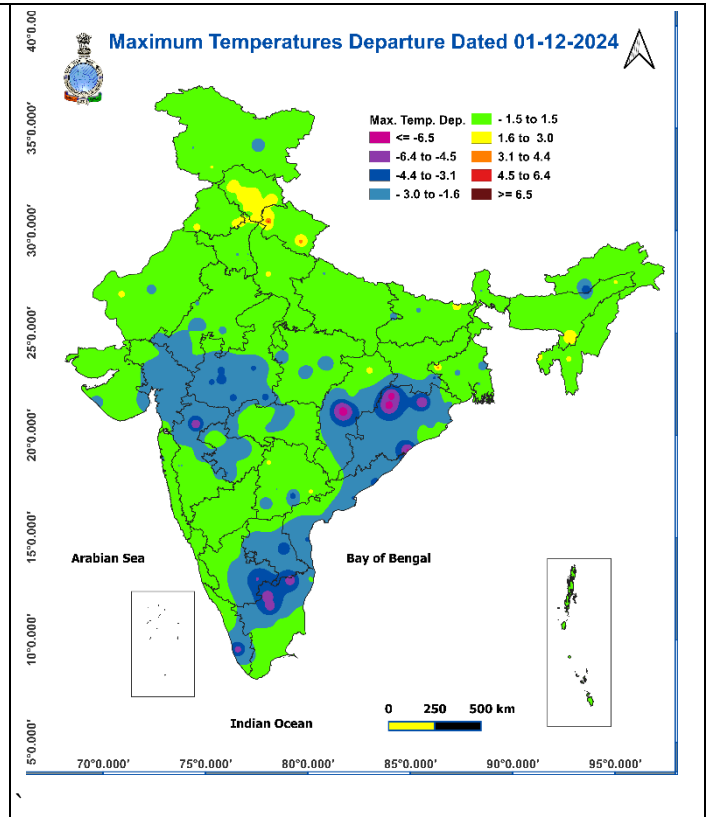 Maximum Temperatures Departure Dated 01-12-2024
Max. Temp. Dep.
<= -6.5
-6.4 to -4.5
-4.4 to -3.1
- 3.0 to -1.6
- 1.5 to 1.5
1.6 to 3.0
3.1 to 4.4
4.5 to 6.4
>= 6.5
40°0.000'
35°0.000'
30°0.000'
25°0.000'
20°0.000'
15°0.000'
10°0.000'
5°0.000'
Arabian Sea
Bay of Bengal
Indian Ocean
0 250 500 km
70°0.000' 75°0.000' 80°0.000' 85°0.000' 90°0.000' 95°0.000'
`